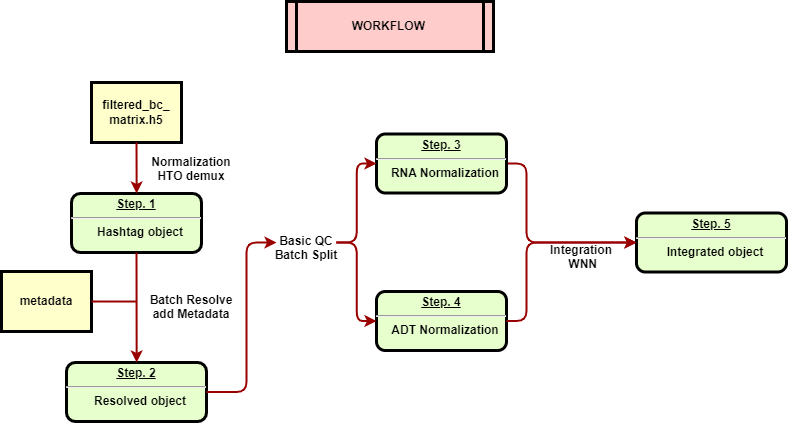 WORKFLOW
filtered_bc_
matrix.h5
Normalization
HTO demux
Step. 1
Hashtag object
metadata
Batch Resolve
add Metadata
Step. 2
Resolved object
Basic QC
Batch Split
Step. 3
RNA Normalization
Step. 4
ADT Normalization
Integration
WNN
Step. 5
Integrated object